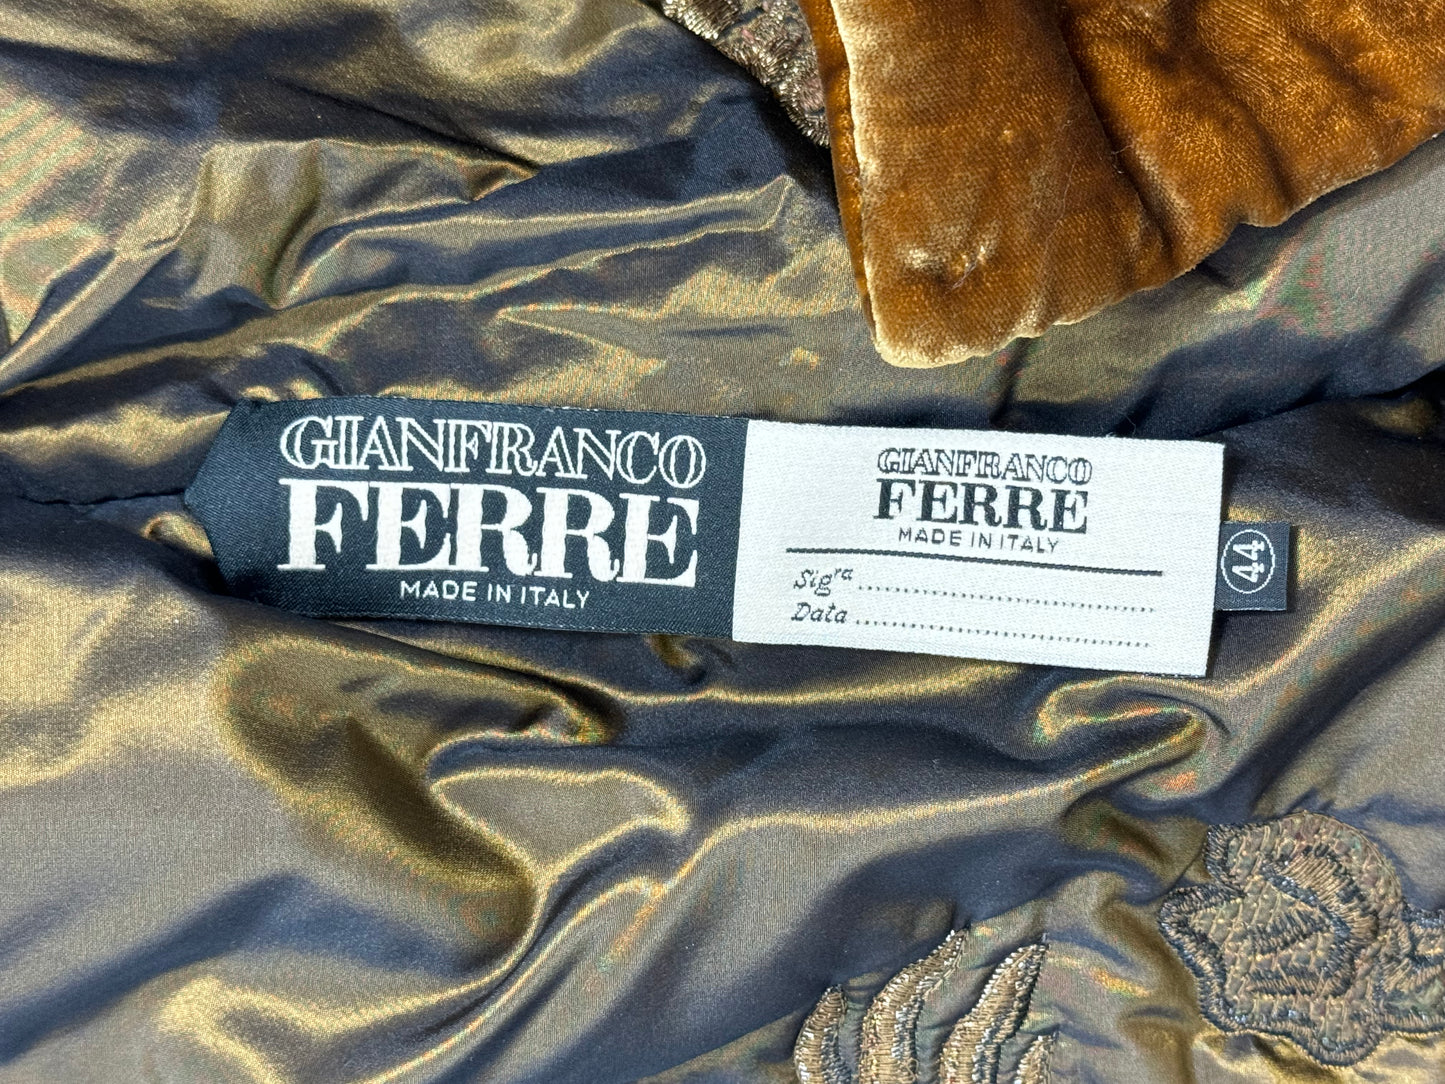 GIANFRANCO
FERRE
MADE IN ITALY
GIANFRANCO
FERRE
MADE IN ITALY
Sig.ra
Data
44